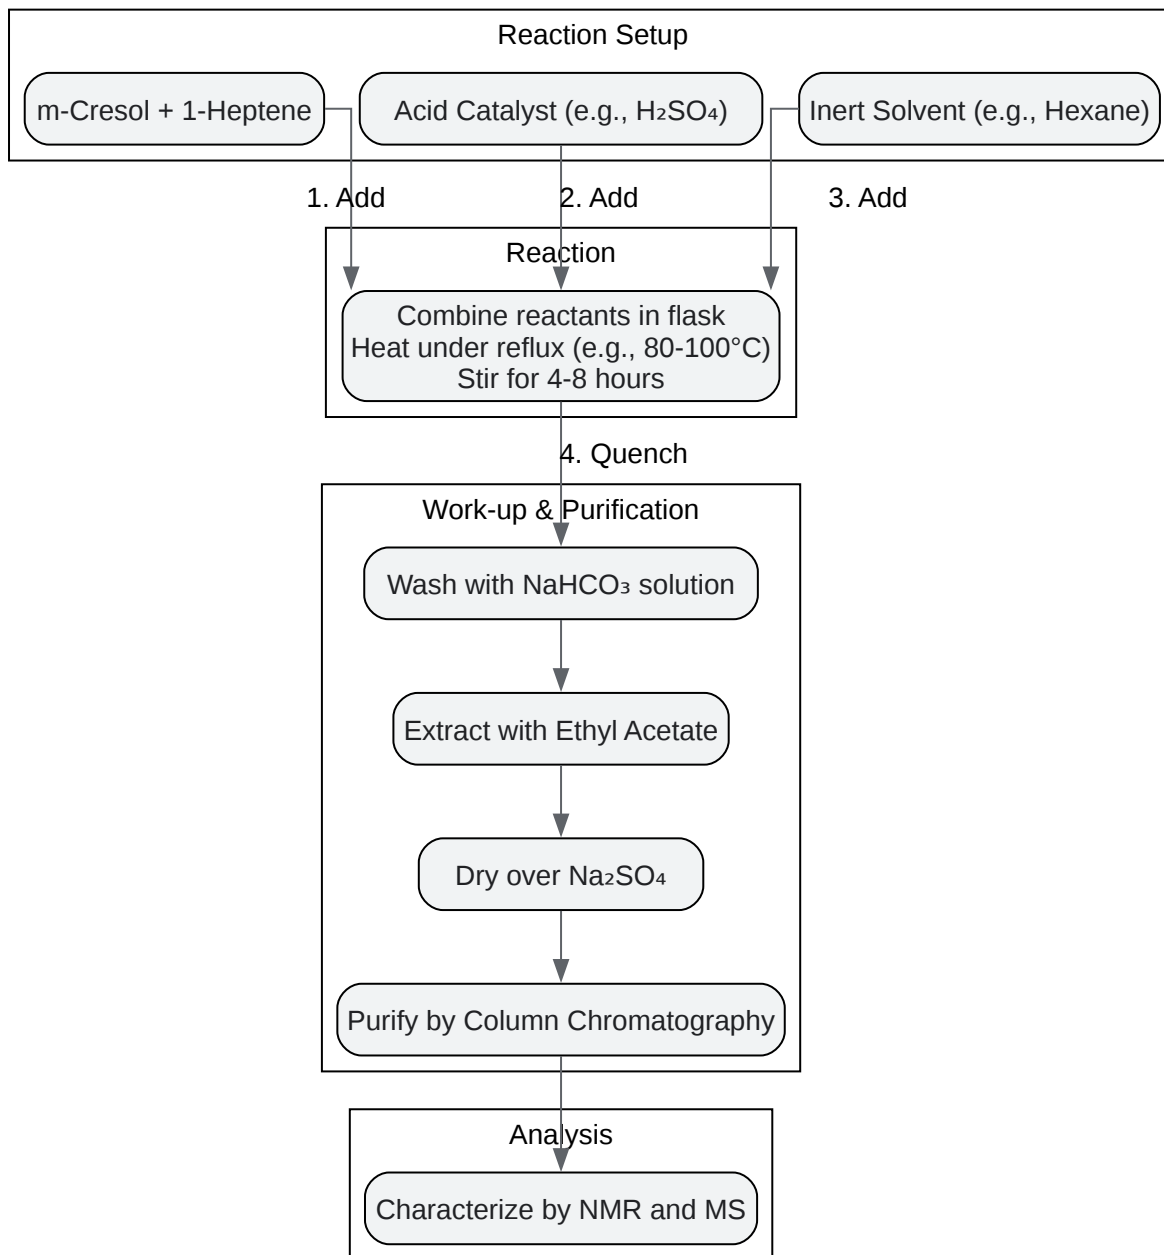 Reaction Setup
m-Cresol + 1-Heptene
Acid Catalyst (e.g., H₂SO₄)
Inert Solvent (e.g., Hexane)
1. Add
2. Add
3. Add
Reaction
Combine reactants in flask
Heat under reflux (e.g., 80-100°C)
Stir for 4-8 hours
4. Quench
Work-up & Purification
Wash with NaHCO₃ solution
Extract with Ethyl Acetate
Dry over Na₂SO₄
Purify by Column Chromatography
Analysis
Characterize by NMR and MS